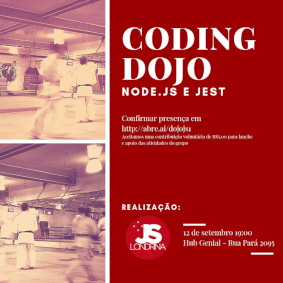 CODING
DOJO
NODE.JS E JEST
Confirmar presença em
http://abre.ai/dojojs1
Aceitamos uma contribuição voluntária de R$5,00 para lanche
e apoio das atividades do grupo
REALIZAÇÃO:
JS
LONDRINA
12 de setembro 19:00
Hub Genial - Rua Pará 2095